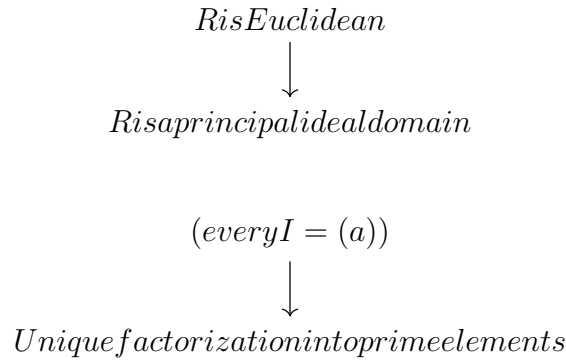 RisEuclidean
Risaprincipalidealdomain
(everyI = (a))
Uniquefactorizationintoprimeelements